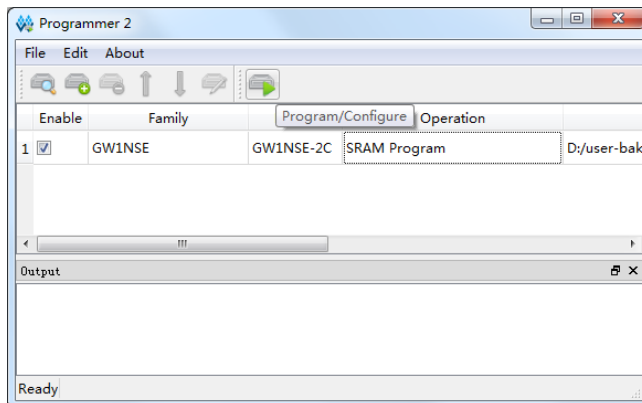 Programmer 2
File Edit About
Program/Configure
Enable Family Operation
1 GW1NSE GW1NSE-2C SRAM Program D:/user-bak
Output
Ready